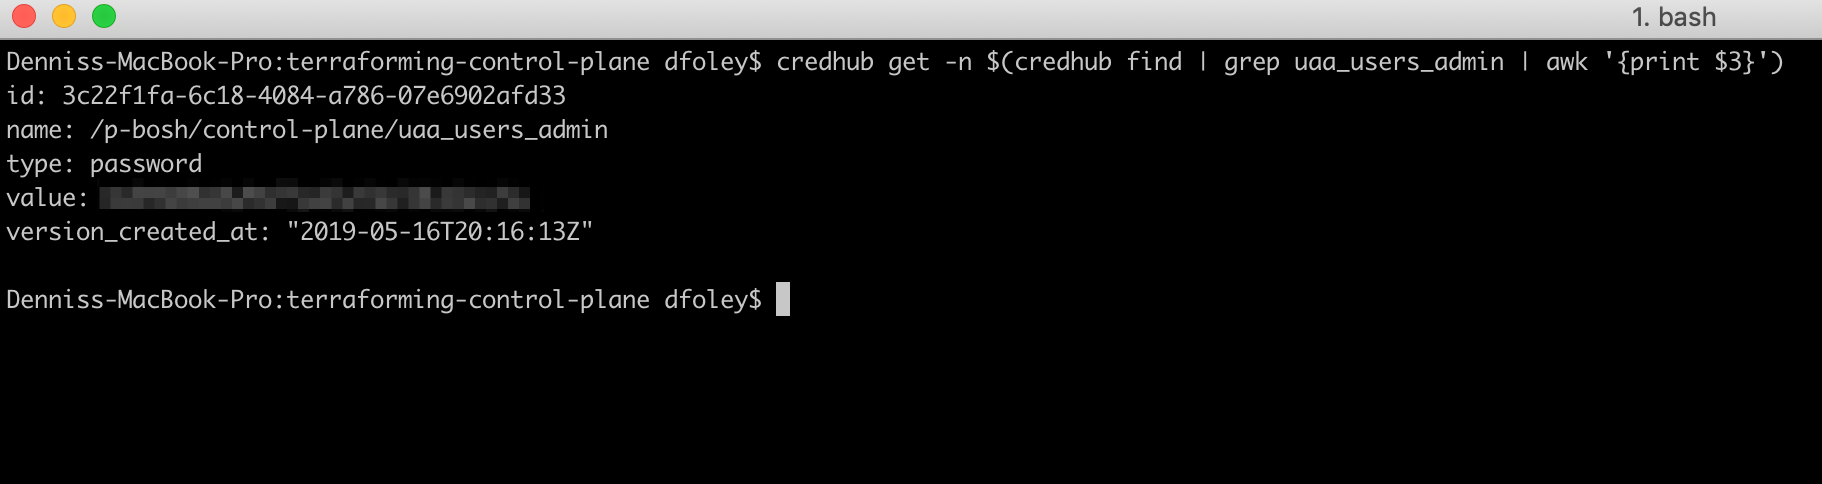 1. bash
Denniss-MacBook-Pro:terraforming-control-plane dfoley$ credhub get -n $(credhub find | grep uaa_users_admin | awk '{print $3}')
id: 3c22f1fa-6c18-4084-a786-07e6902afd33
name: /p-bosh/control-plane/uaa_users_admin
type: password
value:
version_created_at: "2019-05-16T20:16:13Z"
Denniss-MacBook-Pro:terraforming-control-plane dfoley$